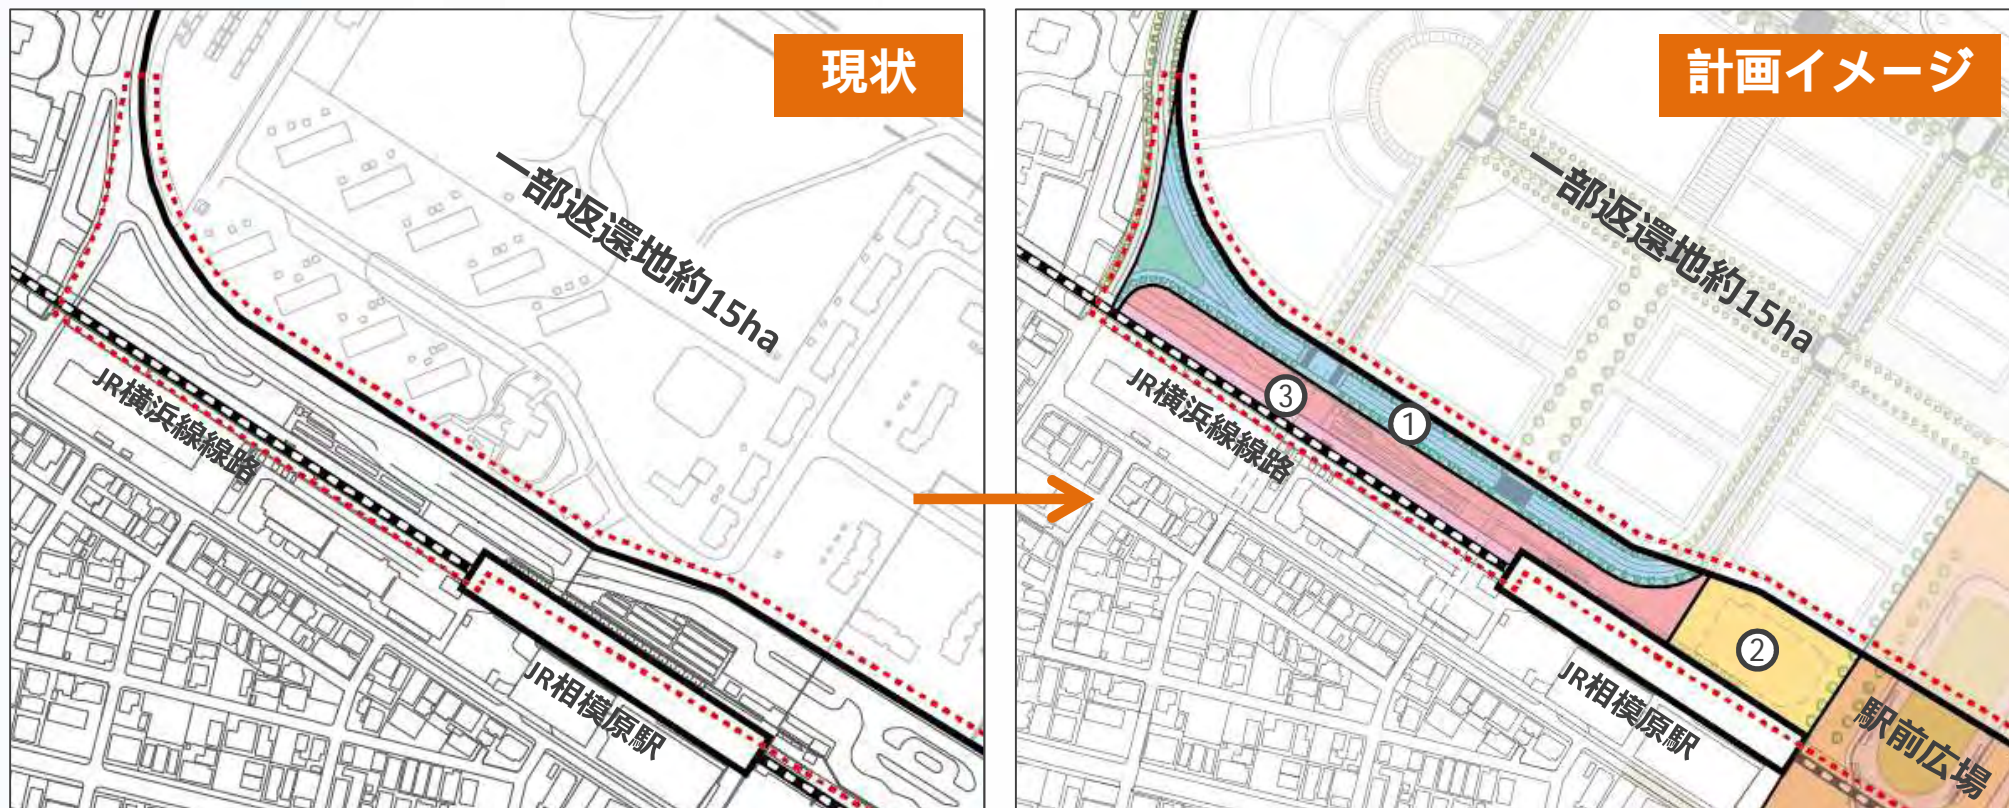 現状
一部返還地約15ha
JR横浜線線路
JR相模原駅
計画イメージ
一部返還地約15ha
③
①
JR横浜線線路
②
JR相模原駅
駅前広場